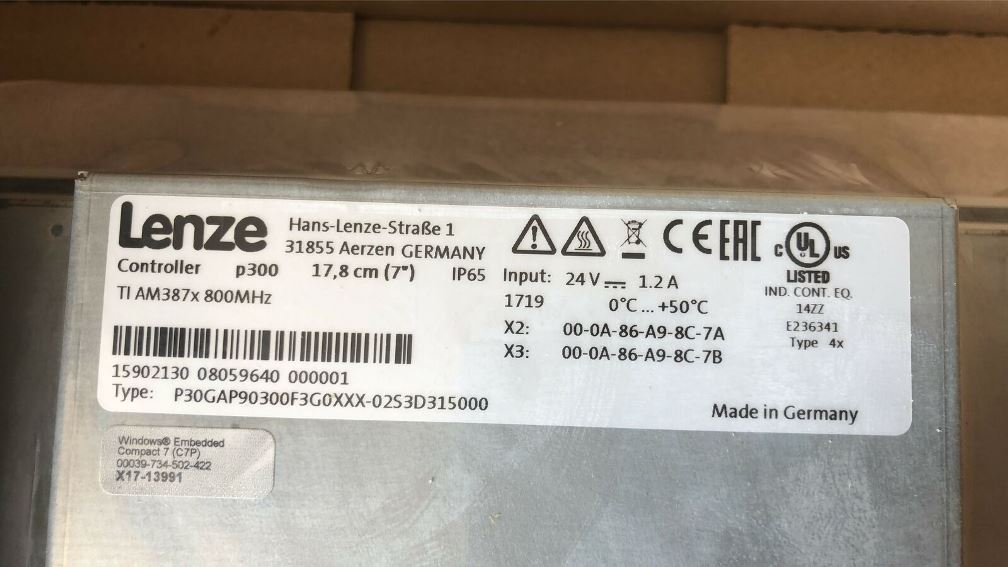 Lenze
Hans-Lenze-Straße 1
31855 Aerzen GERMANY
Controller p300 17,8 cm (7") IP65
TI AM387x 800MHz
15902130 08059640 000001
Type: P30GAP90300F3G0XXX-02S3D315000
Input: 24 V 1.2 A
1719 0°C ... +50°C
X2: 00-0A-86-A9-8C-7A
X3: 00-0A-86-A9-8C-7B
CE EAC
c UL US
LISTED
IND. CONT. EQ.
14ZZ
E236341
Type 4x
Made in Germany
Windows® Embedded
Compact 7 (C7P)
00039-734-502-422
X17-13991